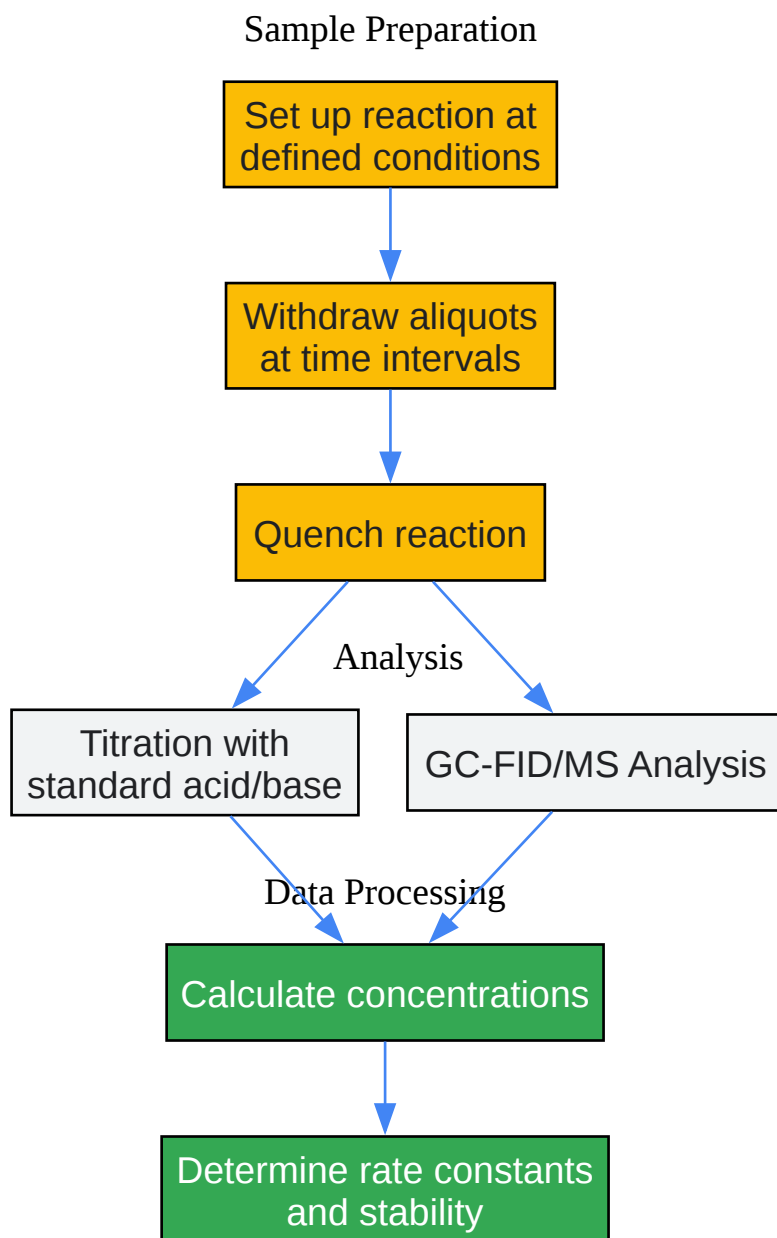 Sample Preparation
Set up reaction at
defined conditions
Withdraw aliquots
at time intervals
Quench reaction
Analysis
Titration with
standard acid/base
GC-FID/MS Analysis
Data Processing
Calculate concentrations
Determine rate constants
and stability